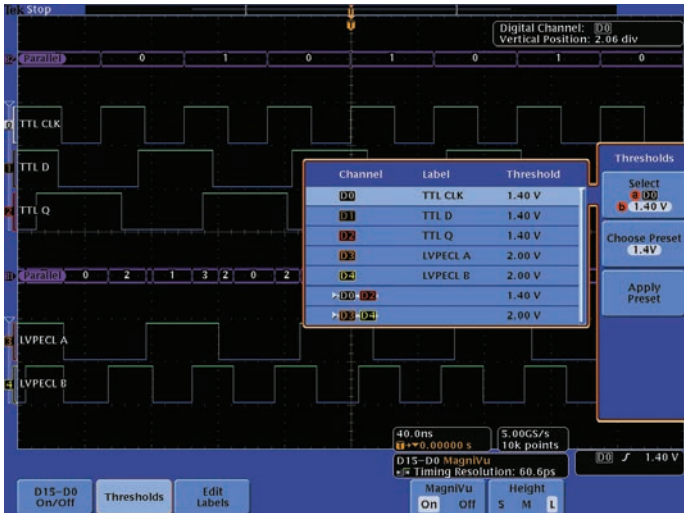 Tek Stop
Digital Channel: D0
Vertical Position: 2.06 div
Parallel 0 1 0 1 0 1 0
TTL CLK
TTL D
TTL Q
Channel Label Threshold
D0 TTL CLK 1.40 V
D1 TTL D 1.40 V
D2 TTL Q 1.40 V
D3 LVPECL A 2.00 V
D4 LVPECL B 2.00 V
D0-D2 1.40 V
D3-D4 2.00 V
Thresholds
Select
a D0
b 1.40 V
Choose Preset
1.4V
Apply
Preset
Parallel 0 2 1 3 2 0 2
3 LVPECL A
4 LVPECL B
40.0ns
T→▼0.00000 s
5.00GS/s
10k points
D15-D0 MagniVu
Timing Resolution: 60.6ps
D0 1.40 V
D15-D0
On/Off
Thresholds
Edit
Labels
MagniVu
On Off
Height
S M L